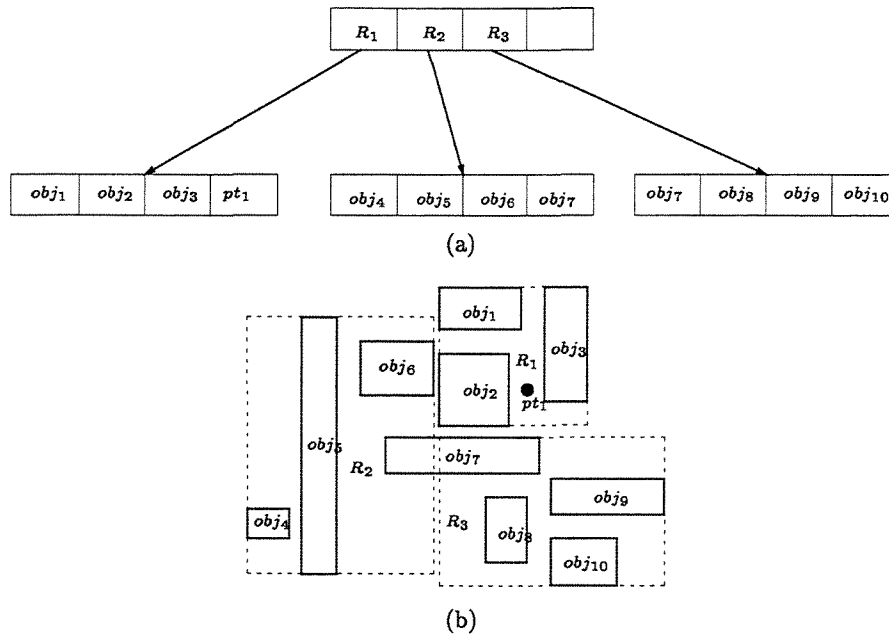 R₁ R₂ R₃
obj₁ obj₂ obj₃ pt₁ obj₄ obj₅ obj₆ obj₇ obj₇ obj₈ obj₉ obj₁₀
(a)
obj₁
obj₃
R₁
obj₆
obj₂
pt₁
obj₅
obj₇
R₂
obj₉
obj₄
R₃
obj₈
obj₁₀
(b)